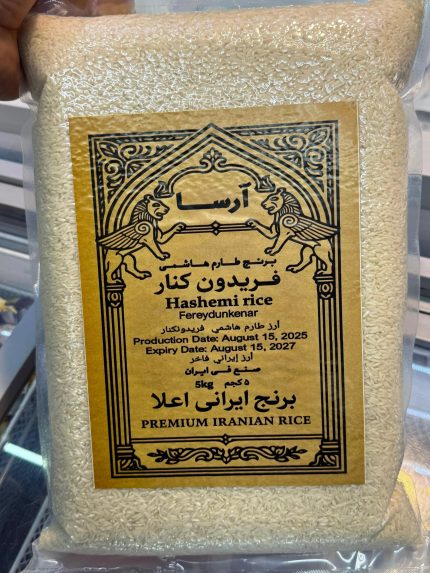 آرسا
برنج طارم هاشمی
فریدون کنار
Hashemi rice
Fereydunkenar
أرز طارم هاشمي فريدونكنار
Production Date: August 15, 2025
Expiry Date: August 15, 2027
أرز إيراني فاخر
صنع في ايران
5kg ٥ كجم
برنج ایرانی اعلا
PREMIUM IRANIAN RICE